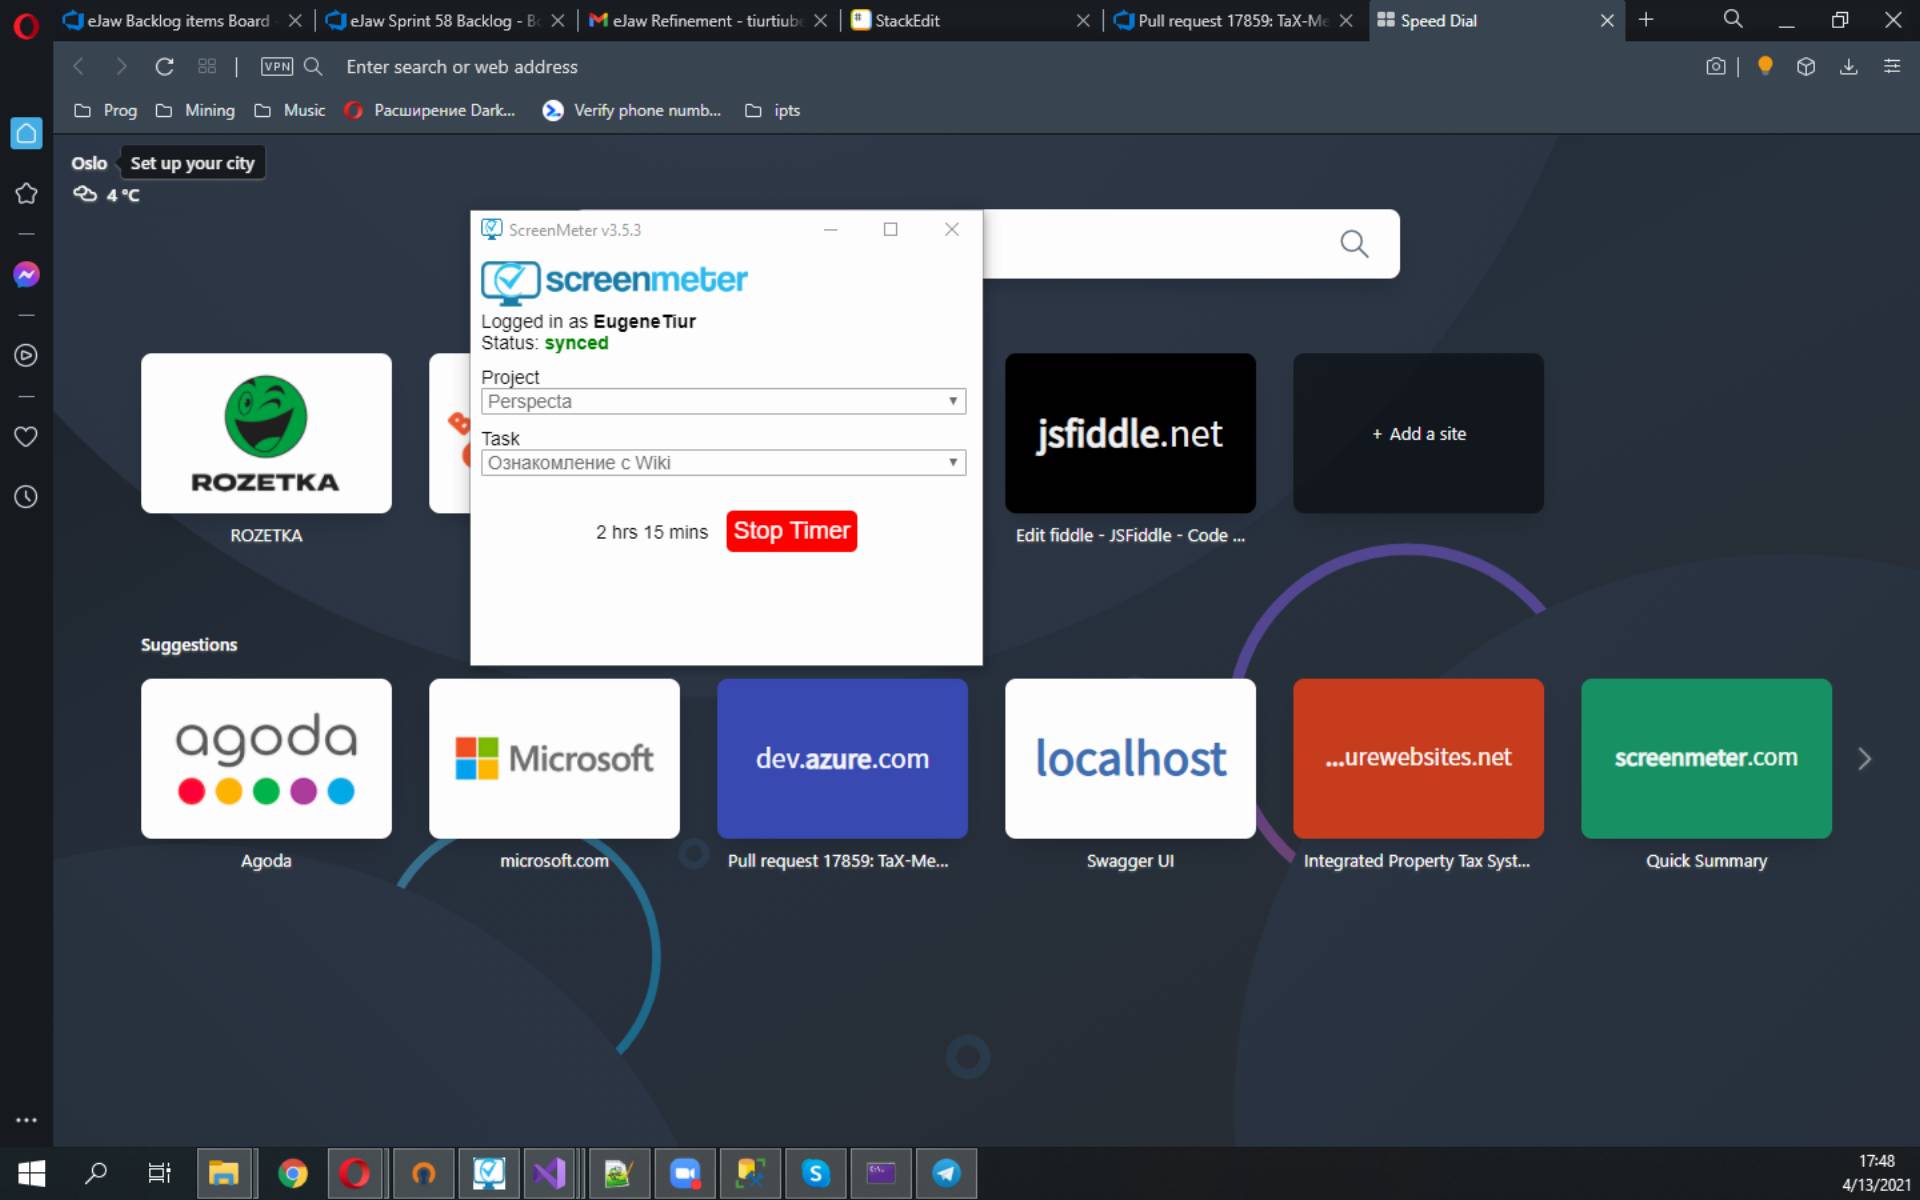 eJaw Backlog items Board
eJaw Sprint 58 Backlog - Bo
eJaw Refinement - tiurtiube
StackEdit
Pull request 17859: TaX-Me
Speed Dial
VPN
Enter search or web address
Prog
Mining
Music
Расширение Dark...
Verify phone numb...
ipts
Oslo
Set up your city
4 °C
ScreenMeter v3.5.3
screenmeter
Logged in as EugeneTiur
Status: synced
Project
Perspecta
Task
Ознакомление с Wiki
2 hrs 15 mins
Stop Timer
ROZETKA
ROZETKA
jsfiddle.net
Edit fiddle - JSFiddle - Code ...
+ Add a site
Suggestions
agoda
Agoda
Microsoft
microsoft.com
dev.azure.com
Pull request 17859: TaX-Me...
localhost
Swagger UI
...urewebsites.net
Integrated Property Tax Syst...
screenmeter.com
Quick Summary
17:48
4/13/2021